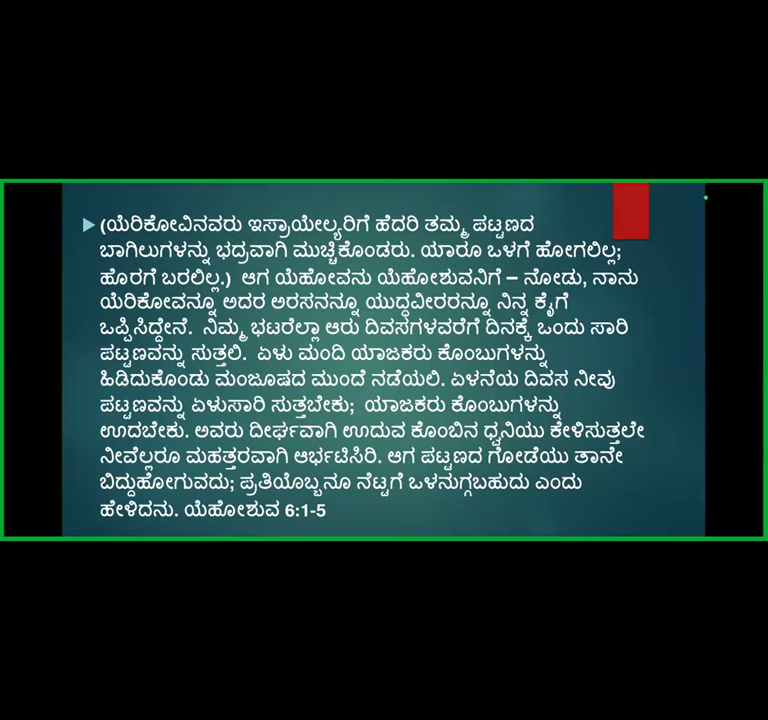 (ಯೆರಿಕೋವಿನವರು ಇಸ್ರಾಯೇಲ್ಯರಿಗೆ ಹೆದರಿ ತಮ್ಮ ಪಟ್ಟಣದ
ಬಾಗಿಲುಗಳನ್ನು ಭದ್ರವಾಗಿ ಮುಚ್ಚಿಕೊಂಡರು. ಯಾರೂ ಒಳಗೆ ಹೋಗಲಿಲ್ಲ;
ಹೊರಗೆ ಬರಲಿಲ್ಲ.) ಆಗ ಯೆಹೋವನು ಯೆಹೋಶುವನಿಗೆ – ನೋಡು, ನಾನು
ಯೆರಿಕೋವನ್ನೂ ಅದರ ಅರಸನನ್ನೂ ಯುದ್ಧವೀರರನ್ನೂ ನಿನ್ನ ಕೈಗೆ
ಒಪ್ಪಿಸಿದ್ದೇನೆ. ನಿಮ್ಮ ಭಟರೆಲ್ಲಾ ಆರು ದಿವಸಗಳವರೆಗೆ ದಿನಕ್ಕೆ ಒಂದು ಸಾರಿ
ಪಟ್ಟಣವನ್ನು ಸುತ್ತಲಿ. ಏಳು ಮಂದಿ ಯಾಜಕರು ಕೊಂಬುಗಳನ್ನು
ಹಿಡಿದುಕೊಂಡು ಮಂಜೂಷದ ಮುಂದೆ ನಡೆಯಲಿ. ಏಳನೆಯ ದಿವಸ ನೀವು
ಪಟ್ಟಣವನ್ನು ಏಳುಸಾರಿ ಸುತ್ತಬೇಕು; ಯಾಜಕರು ಕೊಂಬುಗಳನ್ನು
ಊದಬೇಕು. ಅವರು ದೀರ್ಘವಾಗಿ ಊದುವ ಕೊಂಬಿನ ಧ್ವನಿಯು ಕೇಳಿಸುತ್ತಲೇ
ನೀವೆಲ್ಲರೂ ಮಹತ್ತರವಾಗಿ ಆರ್ಭಟಿಸಿರಿ. ಆಗ ಪಟ್ಟಣದ ಗೋಡೆಯು ತಾನೇ
ಬಿದ್ದುಹೋಗುವದು; ಪ್ರತಿಯೊಬ್ಬನೂ ನೆಟ್ಟಗೆ ಒಳನುಗ್ಗಬಹುದು ಎಂದು
ಹೇಳಿದನು. ಯೆಹೋಶುವ 6:1-5